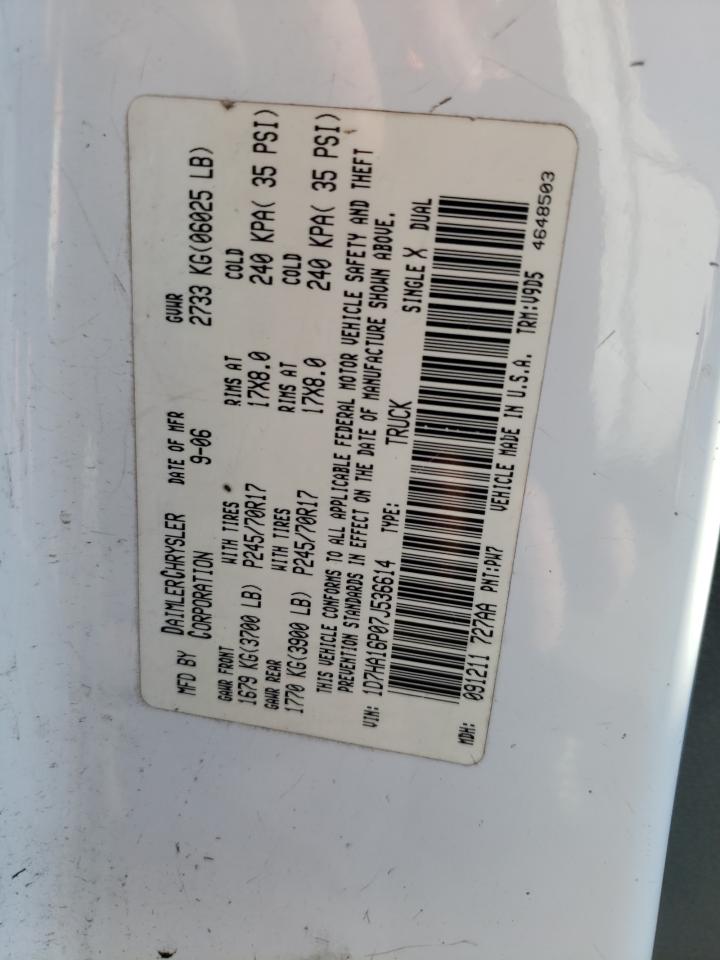 MFD BY DAIMLERCHRYSLER CORPORATION DATE OF MFR 9-06 GVWR 2733 KG(06025 LB)
GAWR FRONT WITH TIRES RIMS AT COLD
1679 KG(3700 LB) P245/70R17 17X8.0 240 KPA( 35 PSI)
GAWR REAR WITH TIRES RIMS AT COLD
1770 KG(3900 LB) P245/70R17 17X8.0 240 KPA( 35 PSI)
THIS VEHICLE CONFORMS TO ALL APPLICABLE FEDERAL MOTOR VEHICLE SAFETY AND THEFT
PREVENTION STANDARDS IN EFFECT ON THE DATE OF MANUFACTURE SHOWN ABOVE.
VIN: 1D7HA16P07J536614 TYPE: TRUCK SINGLE X DUAL
MDH: 091211 727AA PNT:PW7 VEHICLE MADE IN U.S.A. TRM:V9D5
4648503